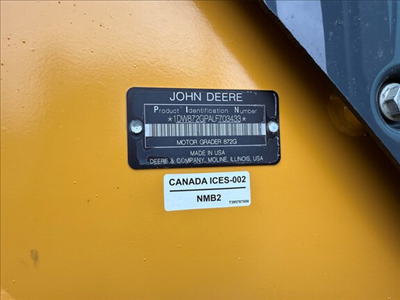 JOHN DEERE
Product Identification Number
*1DW872GPALF703433*
MOTOR GRADER 872G
MADE IN USA
DEERE & COMPANY, MOLINE, ILLINOIS, USA
CANADA ICES-002
NMB2